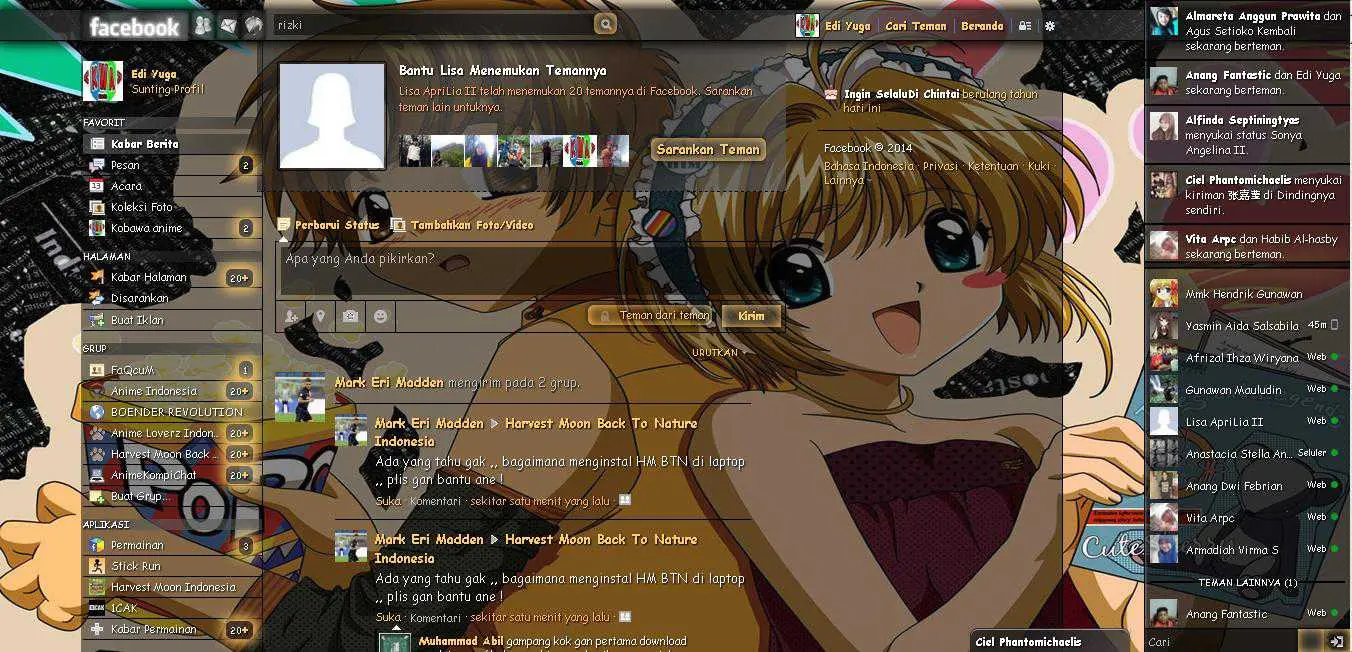 facebook
rizki
Edi Yuga
Cari Teman
Beranda
Edi Yuga
Sunting Profil
FAVORIT
Kabar Berita
Pesan
2
Acara
Koleksi Foto
Kobawa anime
2
HALAMAN
Kabar Halaman
20+
Disarankan
Buat Iklan
GRUP
FaQcuM
1
Anime Indonesia
20+
BOENDER REVOLUTION
Anime Loverz Indon...
20+
Harvest Moon Back ...
20+
AnimeKompiChat
20+
Buat Grup...
APLIKASI
Permainan
3
Stick Run
Harvest Moon Indonesia
1CAK
Kabar Permainan
20+
Bantu Lisa Menemukan Temannya
Lisa ApriLia II telah menemukan 20 temannya di Facebook. Sarankan
teman lain untuknya.
Sarankan Teman
Perbarui Status
Tambahkan Foto/Video
Apa yang Anda pikirkan?
Teman dari teman
Kirim
URUTKAN
Mark Eri Madden mengirim pada 2 grup.
Mark Eri Madden Harvest Moon Back To Nature
Indonesia
Ada yang tahu gak ,, bagaimana menginstal HM BTN di laptop
,, plis gan bantu ane !
Suka · Komentari · sekitar satu menit yang lalu ·
Mark Eri Madden Harvest Moon Back To Nature
Indonesia
Ada yang tahu gak ,, bagaimana menginstal HM BTN di laptop
,, plis gan bantu ane !
Suka · Komentari · sekitar satu menit yang lalu ·
Muhammad Abil gampang kok gan pertama download
Ingin SelaluDi Chintai berulang tahun
hari ini
Facebook © 2014
Bahasa Indonesia · Privasi · Ketentuan · Kuki ·
Lainnya
Cute
Almareta Anggun Prawita dan
Agus Setioko Kembali
sekarang berteman.
Anang Fantastic dan Edi Yuga
sekarang berteman.
Alfinda Septiningtyas
menyukai status Sonya
Angelina II.
Ciel Phantomichaelis menyukai
kiriman 张嘉莹 di Dindingnya
sendiri.
Vita Arpc dan Habib Al-hasby
sekarang berteman.
Mmk Hendrik Gunawan
Yasmin Aida Salsabila 45m
Afrizal Ihza Wiryana Web
Gunawan Mauludin Web
Lisa ApriLia II Web
Anastacia Stella An... Seluler
Anang Dwi Febrian Web
Vita Arpc Web
Armadiah Virma S Web
TEMAN LAINNYA (1)
Anang Fantastic Web
Ciel Phantomichaelis
Cari